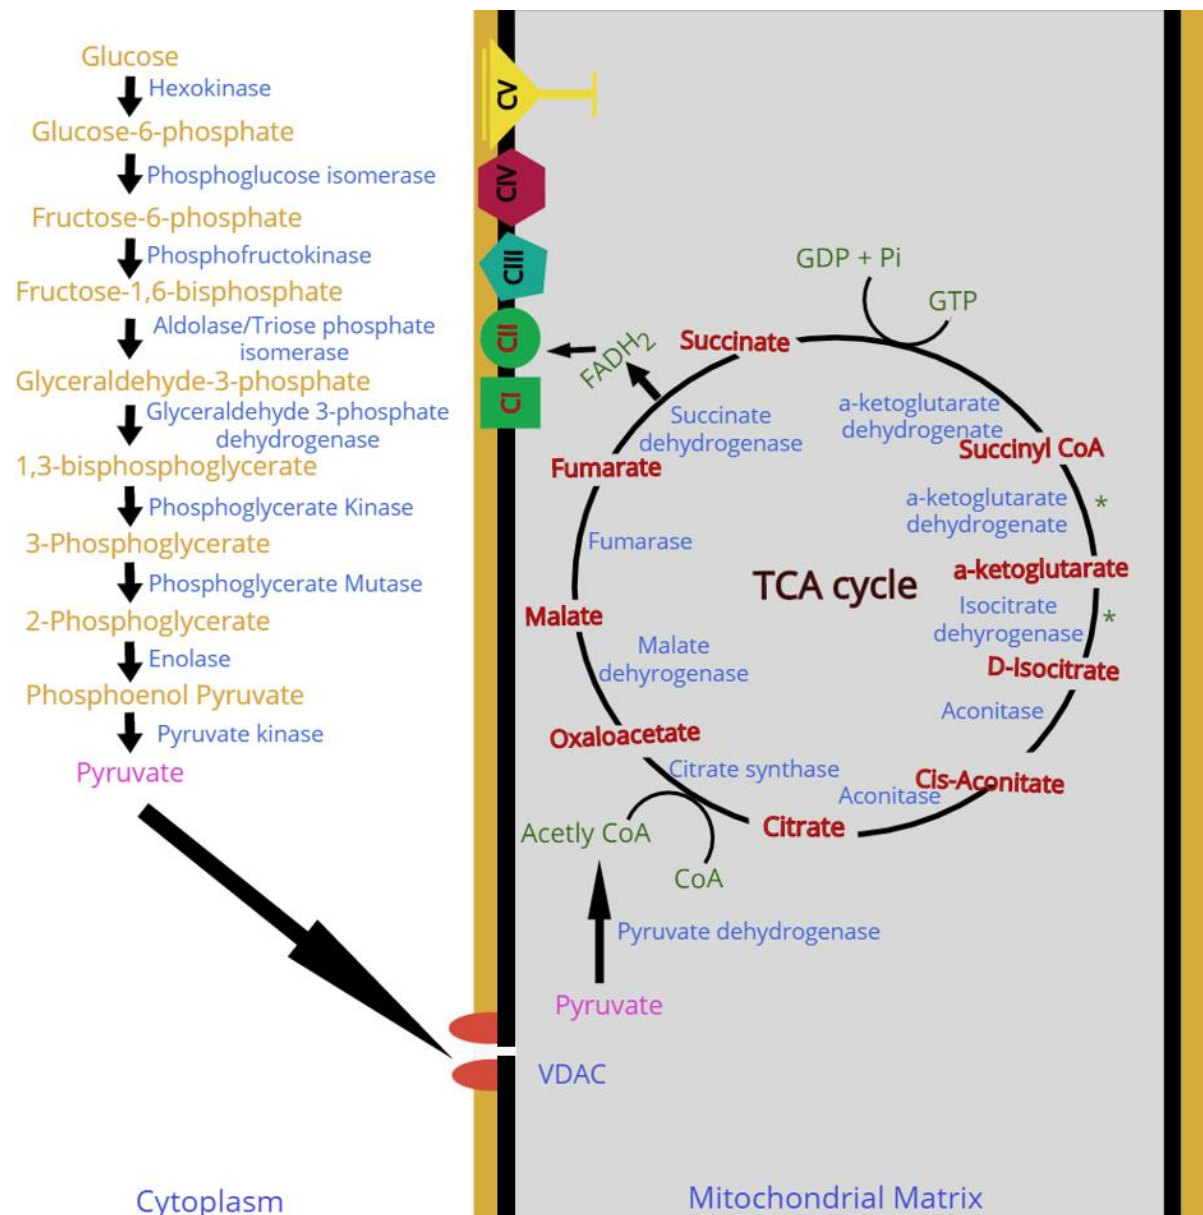 Glucose
Hexokinase
Glucose-6-phosphate
Phosphoglucose isomerase
Fructose-6-phosphate
Phosphofructokinase
Fructose-1,6-bisphosphate
Aldolase/Triose phosphate
isomerase
Glyceraldehyde-3-phosphate
Glyceraldehyde 3-phosphate
dehydrogenase
1,3-bisphosphoglycerate
Phosphoglycerate Kinase
3-Phosphoglycerate
Phosphoglycerate Mutase
2-Phosphoglycerate
Enolase
Phosphoenol Pyruvate
Pyruvate kinase
Pyruvate
Cytoplasm
CV
CIV
CIII
CII
CI
GDP + Pi
GTP
FADH2
Succinate
Succinate
dehydrogenase
a-ketoglutarate
dehydrogenate
Succinyl CoA
Fumarate
a-ketoglutarate
dehydrogenate
*
Fumarase
TCA cycle
a-ketoglutarate
Isocitrate
dehyrogenase
*
Malate
Malate
dehyrogenase
D-Isocitrate
Aconitase
Oxaloacetate
Citrate synthase
Cis-Aconitate
Aconitase
Citrate
Acetly CoA
CoA
Pyruvate dehydrogenase
Pyruvate
VDAC
Mitochondrial Matrix